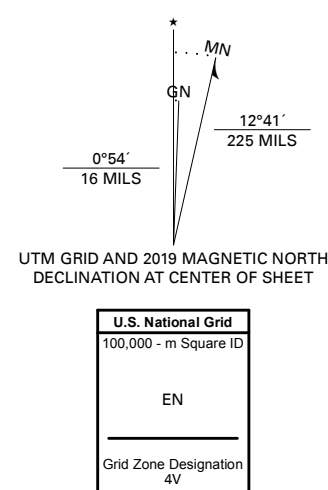 ★
MN
GN
12°41´
225 MILS
0°54´
16 MILS
UTM GRID AND 2019 MAGNETIC NORTH
DECLINATION AT CENTER OF SHEET
U.S. National Grid
100,000 - m Square ID
EN
Grid Zone Designation
4V